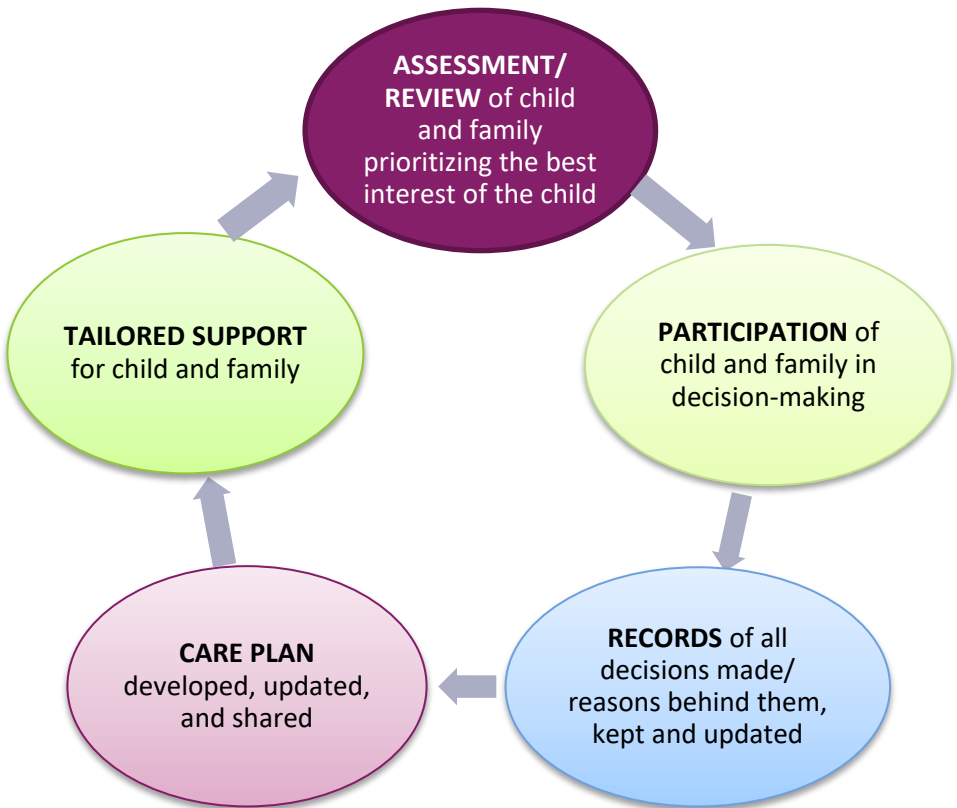 ASSESSMENT/
REVIEW of child
and family
prioritizing the best
interest of the child
PARTICIPATION of
child and family in
decision-making
RECORDS of all
decisions made/
reasons behind them,
kept and updated
CARE PLAN
developed, updated,
and shared
TAILORED SUPPORT
for child and family